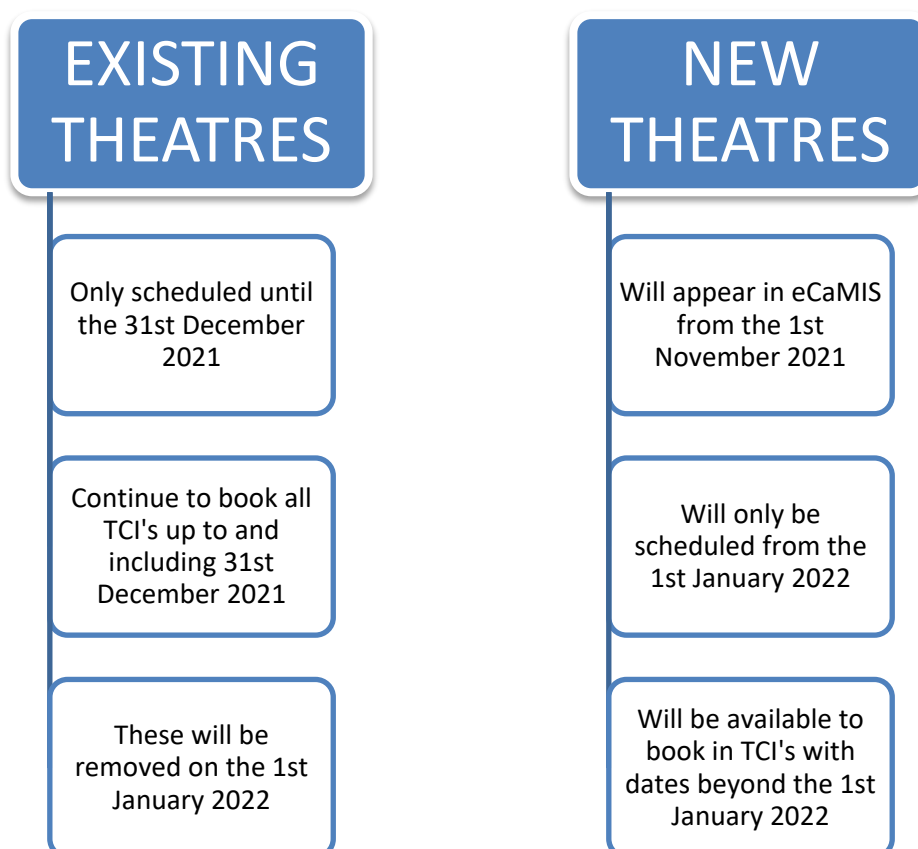 EXISTING
THEATRES
Only scheduled until
the 31st December
2021
Continue to book all
TCI's up to and
including 31st
December 2021
These will be
removed on the 1st
January 2022
NEW
THEATRES
Will appear in eCaMIS
from the 1st
November 2021
Will only be
scheduled from the
1st January 2022
Will be available to
book in TCI's with
dates beyond the 1st
January 2022